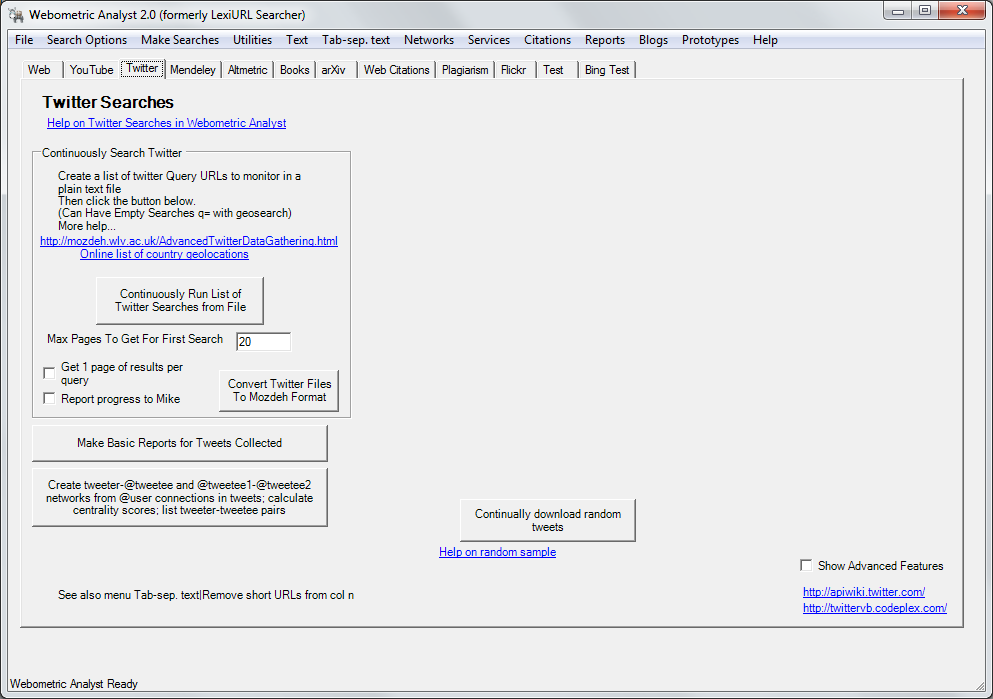 Webometric Analyst 2.0 (formerly LexiURL Searcher)
File Search Options Make Searches Utilities Text Tab-sep. text Networks Services Citations Reports Blogs Prototypes Help
Web YouTube Twitter Mendeley Altmetric Books arXiv Web Citations Plagiarism Flickr Test Bing Test
Twitter Searches
Help on Twitter Searches in Webometric Analyst
Continuously Search Twitter
Create a list of twitter Query URLs to monitor in a
plain text file
Then click the button below.
(Can Have Empty Searches q= with geosearch)
More help...
http://mozdeh.wlv.ac.uk/AdvancedTwitterDataGathering.html
Online list of country geolocations
Continuously Run List of
Twitter Searches from File
Max Pages To Get For First Search 20
Get 1 page of results per
query
Report progress to Mike
Convert Twitter Files
To Mozdeh Format
Make Basic Reports for Tweets Collected
Create tweeter-@tweetee and @tweetee1-@tweetee2
networks from @user connections in tweets; calculate
centrality scores; list tweeter-tweetee pairs
Continually download random
tweets
Help on random sample
Show Advanced Features
See also menu Tab-sep. text|Remove short URLs from col n
http://apiwiki.twitter.com/
http://twittervb.codeplex.com/
Webometric Analyst Ready